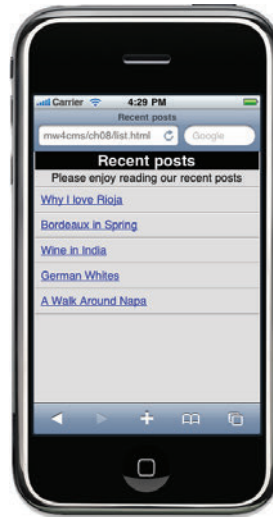 Carrier 4:29 PM
Recent posts
mw4cms/ch08/list.html Google
Recent posts
Please enjoy reading our recent posts
Why I love Rioja
Bordeaux in Spring
Wine in India
German Whites
A Walk Around Napa